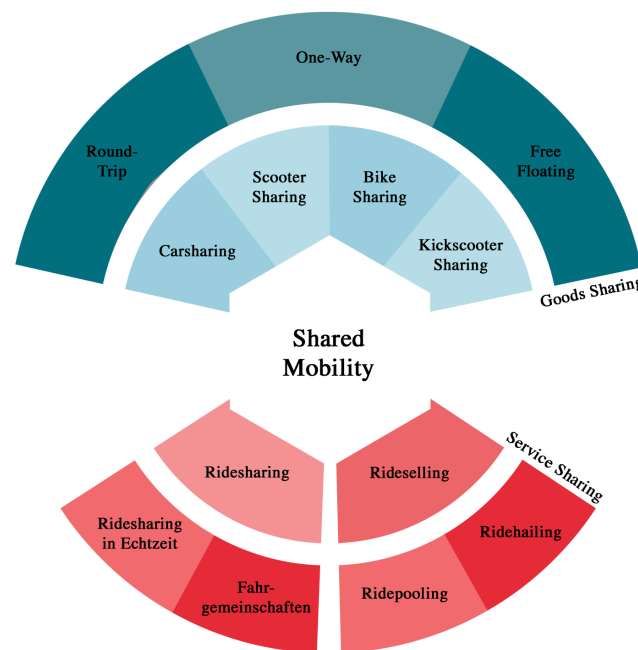 One-Way
Round-
Trip
Free
Floating
Scooter
Sharing
Bike
Sharing
Carsharing
Kickscooter
Sharing
Goods Sharing
Shared
Mobility
Service Sharing
Ridesharing
Rideselling
Ridesharing
in Echtzeit
Ridehailing
Fahr-
gemeinschaften
Ridepooling